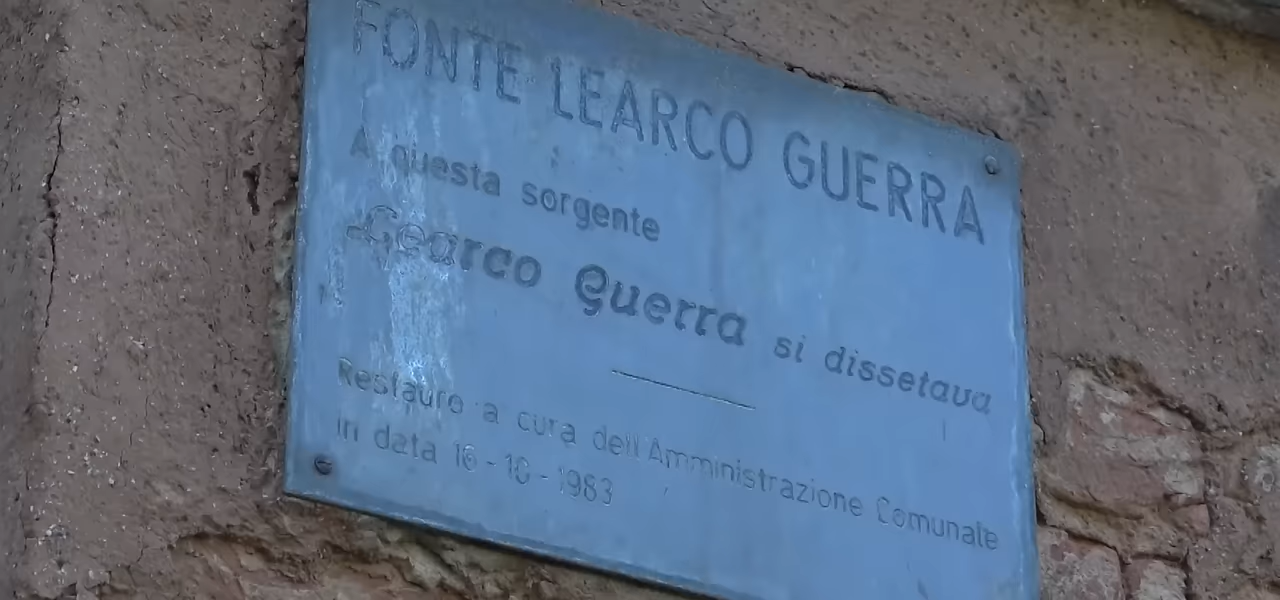 FONTE LEARCO GUERRA
A questa sorgente
Learco Guerra si dissetava
Restauro a cura dell'Amministrazione Comunale
in data 16-10-1983